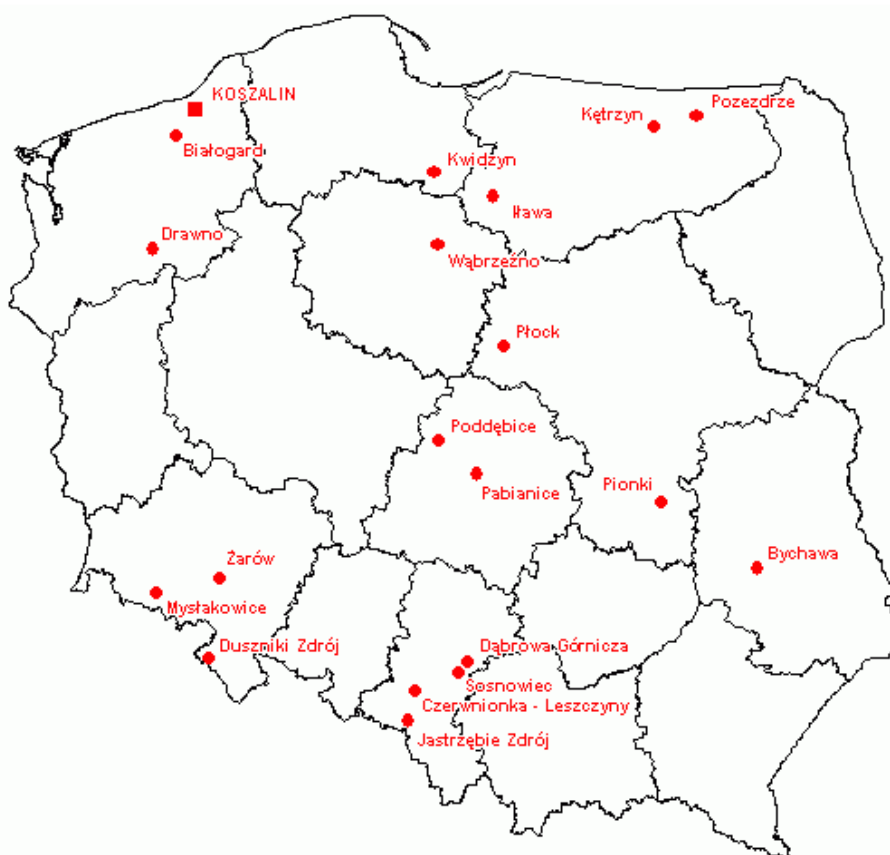 KOSZALIN
Pozezdrze
Kętrzyn
Białogard
Kwidzyn
Iława
Drawno
Wąbrzeźno
Płock
Poddębice
Pionki
Pabianice
Bychawa
Żarów
Mysłakowice
Duszniki Zdrój
Dąbrowa Górnicza
Sosnowiec
Czerwnionka - Leszczyny
Jastrzębie Zdrój